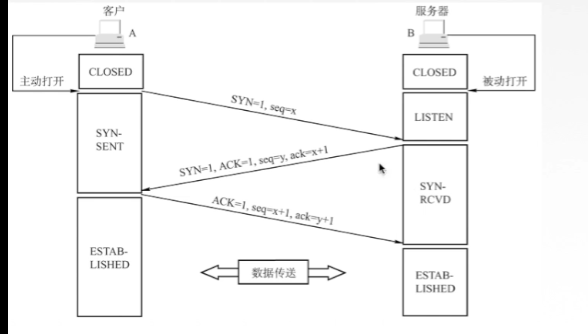 客户
服务器
A
B
CLOSED
CLOSED
主动打开
被动打开
SYN=1, seq=x
LISTEN
SYN-
SENT
SYN=1, ACK=1, seq=y, ack=x+1
SYN-
RCVD
ACK=1, seq=x+1, ack=y+1
ESTAB-
LISHED
数据传送
ESTAB-
LISHED